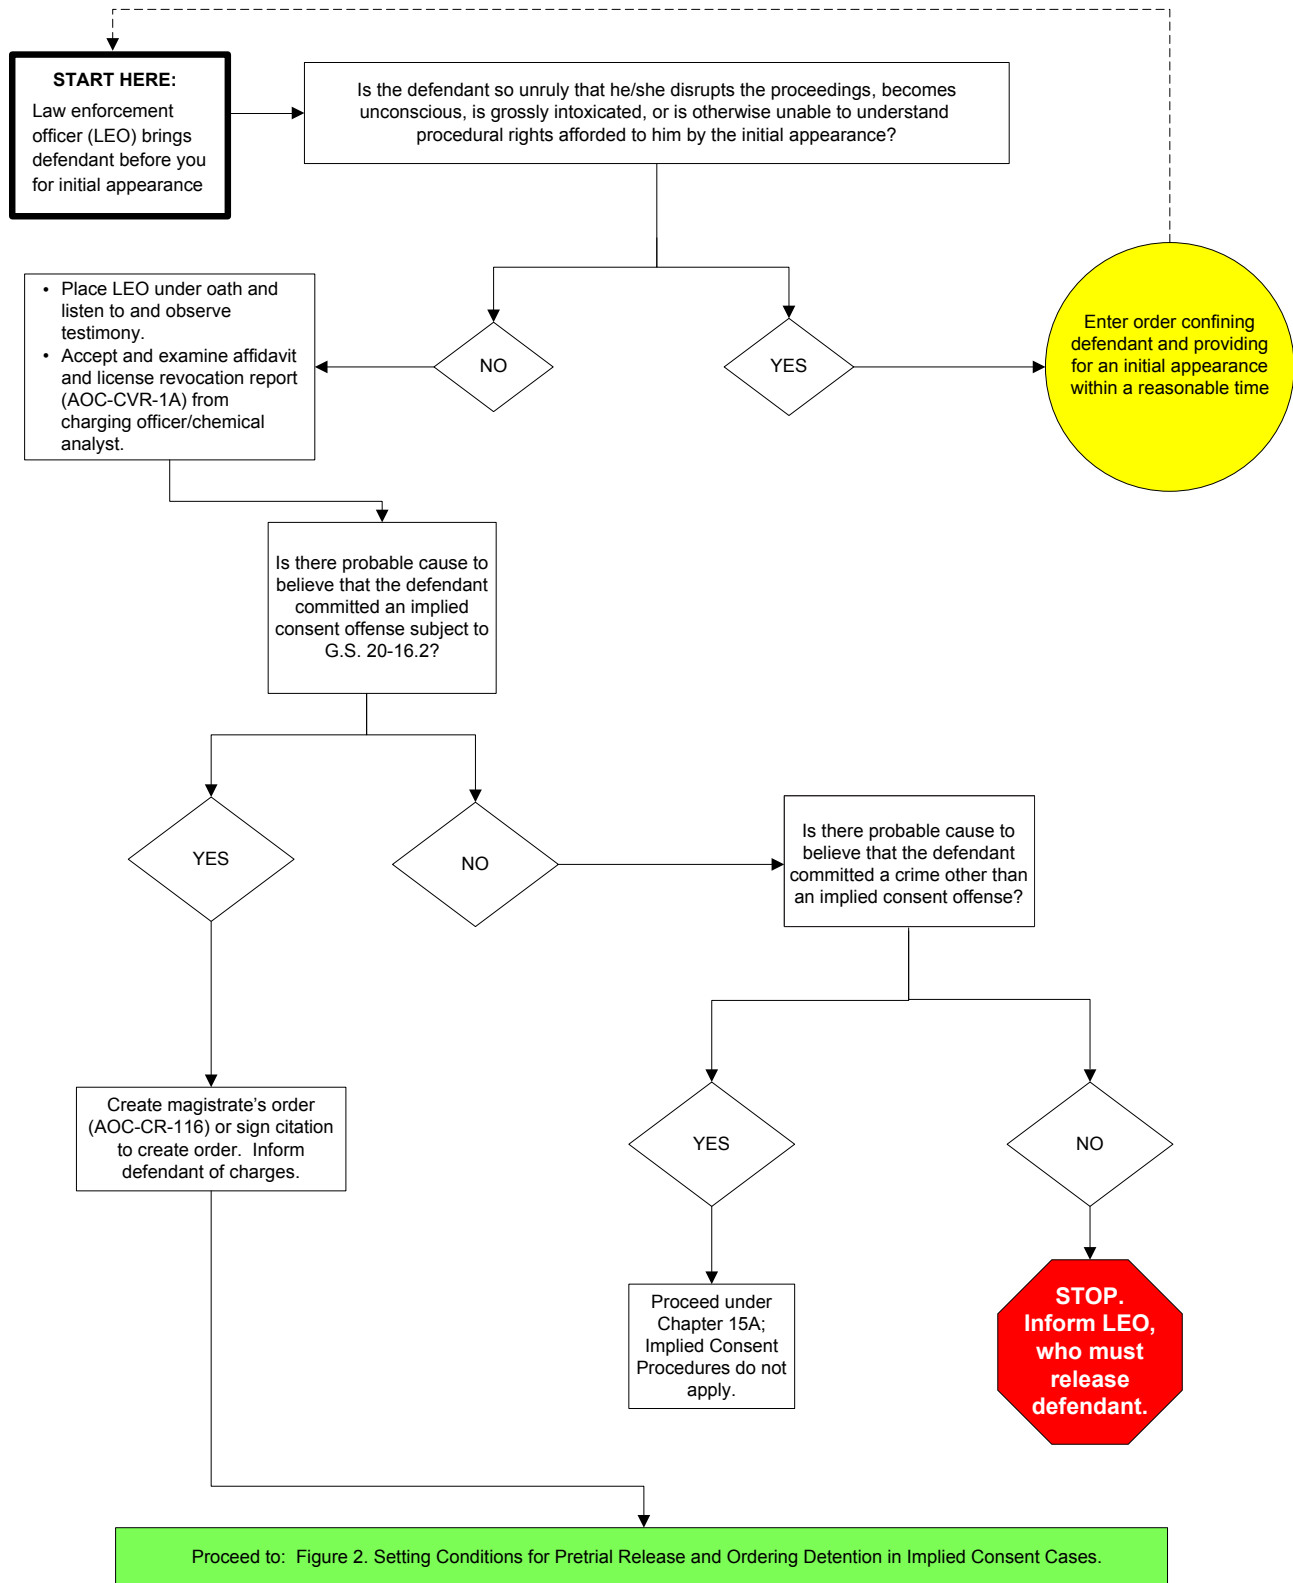 START HERE:
Law enforcement
officer (LEO) brings
defendant before you
for initial appearance
Is the defendant so unruly that he/she disrupts the proceedings, becomes
unconscious, is grossly intoxicated, or is otherwise unable to understand
procedural rights afforded to him by the initial appearance?
• Place LEO under oath and
listen to and observe
testimony.
• Accept and examine affidavit
and license revocation report
(AOC-CVR-1A) from
charging officer/chemical
analyst.
NO
YES
Enter order confining
defendant and providing
for an initial appearance
within a reasonable time
Is there probable cause to
believe that the defendant
committed an implied
consent offense subject to
G.S. 20-16.2?
YES
NO
Is there probable cause to
believe that the defendant
committed a crime other than
an implied consent offense?
Create magistrate’s order
(AOC-CR-116) or sign citation
to create order.  Inform
defendant of charges.
YES
NO
Proceed under
Chapter 15A;
Implied Consent
Procedures do not
apply.
STOP.
Inform LEO,
who must
release
defendant.
Proceed to:  Figure 2. Setting Conditions for Pretrial Release and Ordering Detention in Implied Consent Cases.